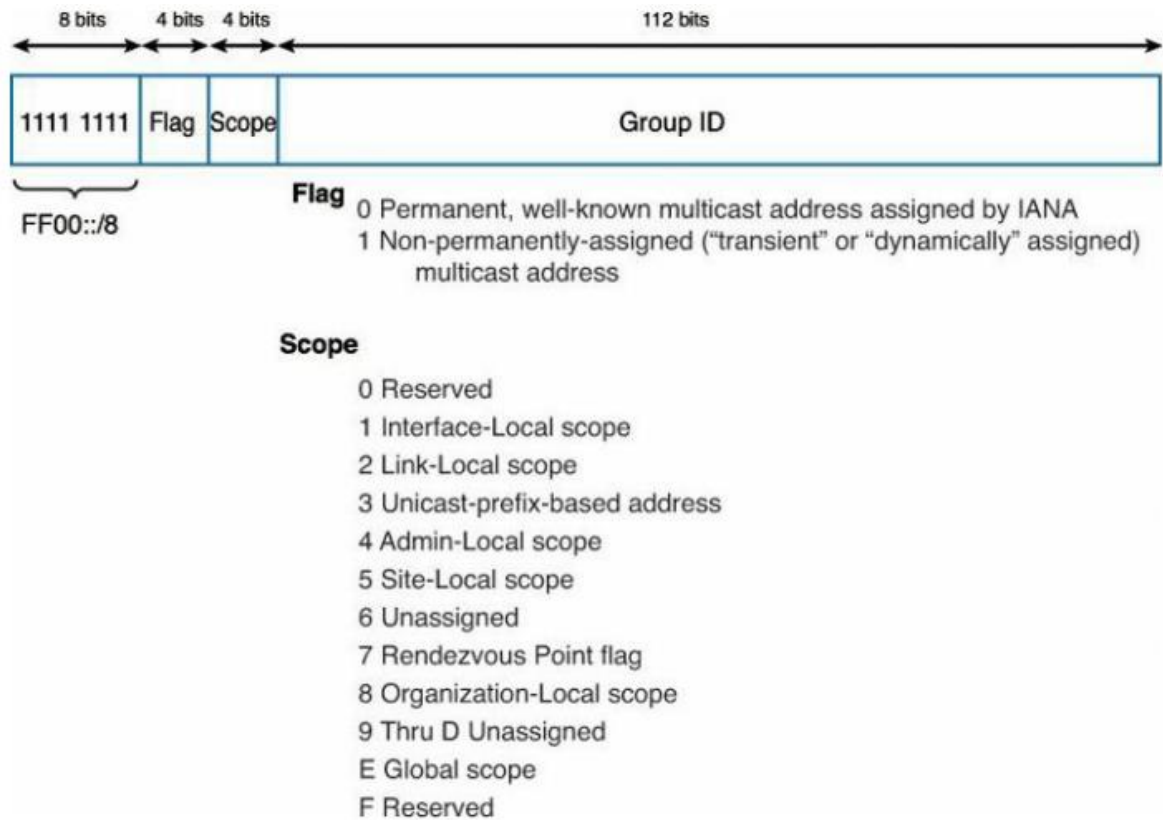 8 bits 4 bits 4 bits 112 bits
1111 1111 Flag Scope Group ID
FF00::/8
Flag
0 Permanent, well-known multicast address assigned by IANA
1 Non-permanently-assigned (“transient” or “dynamically” assigned)
multicast address
Scope
0 Reserved
1 Interface-Local scope
2 Link-Local scope
3 Unicast-prefix-based address
4 Admin-Local scope
5 Site-Local scope
6 Unassigned
7 Rendezvous Point flag
8 Organization-Local scope
9 Thru D Unassigned
E Global scope
F Reserved